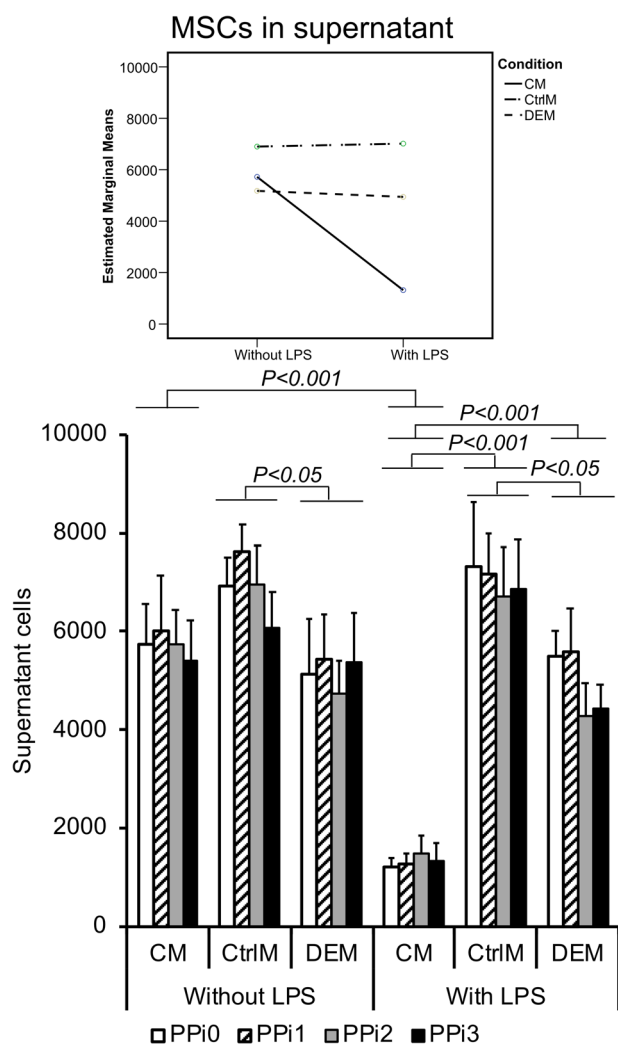 MSCs in supernatant
10000
8000
6000
4000
2000
0
Estimated Marginal Means
Without LPS With LPS
Condition
CM
CtrlM
DEM
P<0.001
P<0.001
P<0.001
P<0.05 P<0.05
10000
8000
6000
4000
2000
0
Supernatant cells
CM CtrlM DEM CM CtrlM DEM
Without LPS With LPS
PPi0 PPi1 PPi2 PPi3